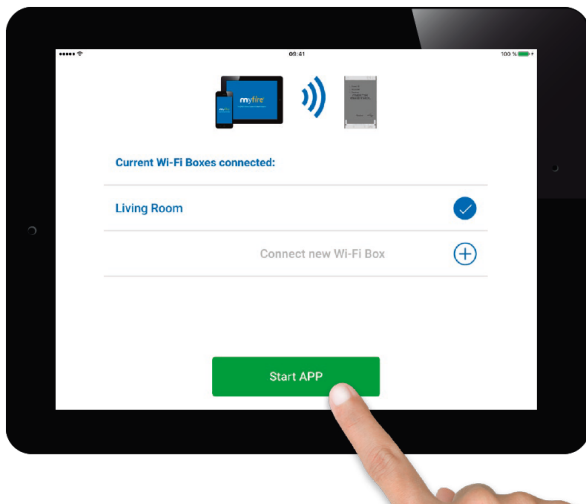 08:41
100 %
myfire
Current Wi-Fi Boxes connected:
Living Room
Connect new Wi-Fi Box
Start APP